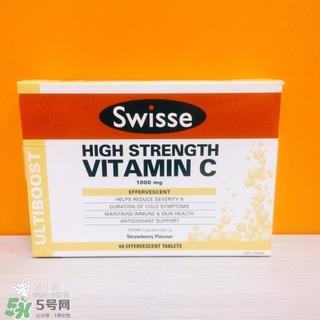 Swisse
ULTIBOOST
HIGH STRENGTH
VITAMIN C
1000 mg
EFFERVESCENT
HELPS REDUCE SEVERITY &
DURATION OF COLD SYMPTOMS
MAINTAINS IMMUNE & SKIN HEALTH
ANTIOXIDANT SUPPORT
Strawberry Flavour
60 EFFERVESCENT TABLETS
5号网